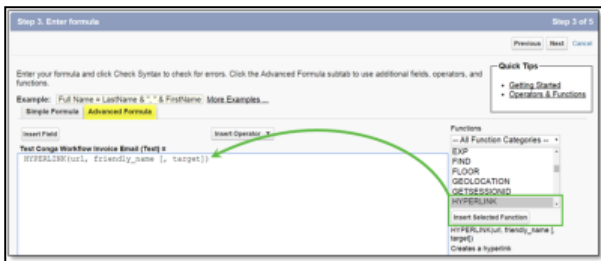 Step 3. Enter formula
Step 3 of 5
Previous Next Cancel
Enter your formula and click Check Syntax to check for errors. Click the Advanced Formula subtab to use additional fields, operators, and
functions.
Quick Tips
• Getting Started
• Operators & Functions
Example: Full Name = LastName & ", " & FirstName More Examples ...
Simple Formula Advanced Formula
Insert Field
Insert Operator
Functions
-- All Function Categories --
Test Conga Workflow Invoice Email (Text) =
HYPERLINK(url, friendly_name [, target])
EXP
FIND
FLOOR
GEOLOCATION
GETSESSIONID
HYPERLINK
Insert Selected Function
HYPERLINK(url, friendly_name [,
target])
Creates a hyperlink